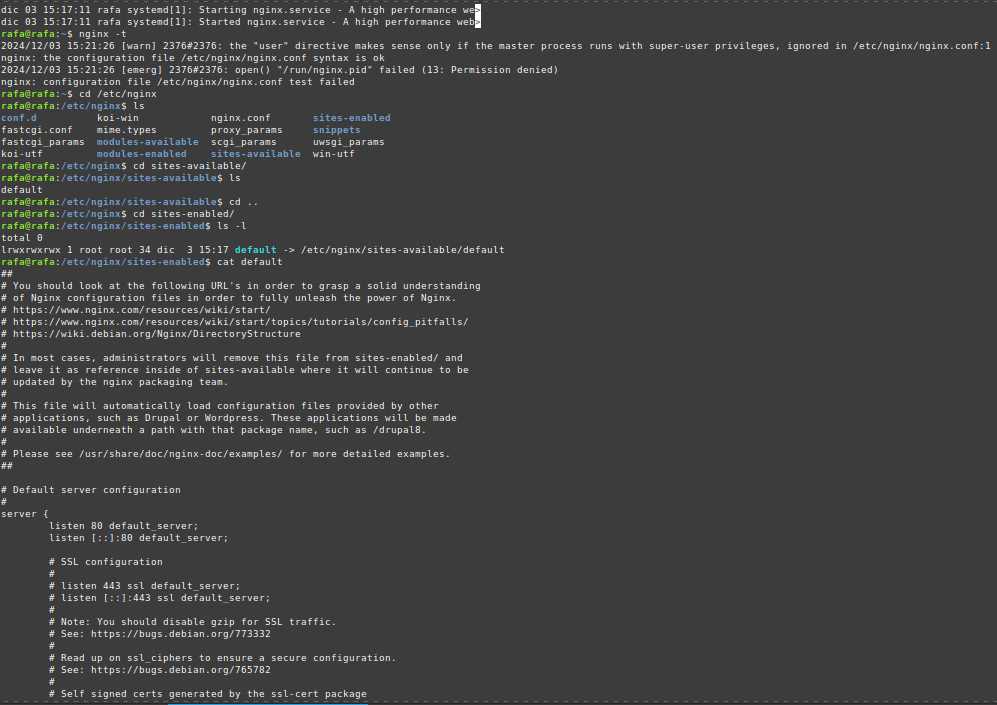 dic 03 15:17:11 rafa systemd[1]: Starting nginx.service - A high performance we>
dic 03 15:17:11 rafa systemd[1]: Started nginx.service - A high performance web>
rafa@rafa:~$ nginx -t
2024/12/03 15:21:26 [warn] 2376#2376: the "user" directive makes sense only if the master process runs with super-user privileges, ignored in /etc/nginx/nginx.conf:1
nginx: the configuration file /etc/nginx/nginx.conf syntax is ok
2024/12/03 15:21:26 [emerg] 2376#2376: open() "/run/nginx.pid" failed (13: Permission denied)
nginx: configuration file /etc/nginx/nginx.conf test failed
rafa@rafa:~$ cd /etc/nginx
rafa@rafa:/etc/nginx$ ls
conf.d          koi-win            nginx.conf       sites-enabled
fastcgi.conf    mime.types         proxy_params     snippets
fastcgi_params  modules-available  scgi_params      uwsgi_params
koi-utf         modules-enabled    sites-available  win-utf
rafa@rafa:/etc/nginx$ cd sites-available/
rafa@rafa:/etc/nginx/sites-available$ ls
default
rafa@rafa:/etc/nginx/sites-available$ cd ..
rafa@rafa:/etc/nginx$ cd sites-enabled/
rafa@rafa:/etc/nginx/sites-enabled$ ls -l
total 0
lrwxrwxrwx 1 root root 34 dic  3 15:17 default -> /etc/nginx/sites-available/default
rafa@rafa:/etc/nginx/sites-enabled$ cat default
##
# You should look at the following URL's in order to grasp a solid understanding
# of Nginx configuration files in order to fully unleash the power of Nginx.
# https://www.nginx.com/resources/wiki/start/
# https://www.nginx.com/resources/wiki/start/topics/tutorials/config_pitfalls/
# https://wiki.debian.org/Nginx/DirectoryStructure
#
# In most cases, administrators will remove this file from sites-enabled/ and
# leave it as reference inside of sites-available where it will continue to be
# updated by the nginx packaging team.
#
# This file will automatically load configuration files provided by other
# applications, such as Drupal or Wordpress. These applications will be made
# available underneath a path with that package name, such as /drupal8.
#
# Please see /usr/share/doc/nginx-doc/examples/ for more detailed examples.
##

# Default server configuration
#
server {
        listen 80 default_server;
        listen [::]:80 default_server;

        # SSL configuration
        #
        # listen 443 ssl default_server;
        # listen [::]:443 ssl default_server;
        #
        # Note: You should disable gzip for SSL traffic.
        # See: https://bugs.debian.org/773332
        #
        # Read up on ssl_ciphers to ensure a secure configuration.
        # See: https://bugs.debian.org/765782
        #
        # Self signed certs generated by the ssl-cert package